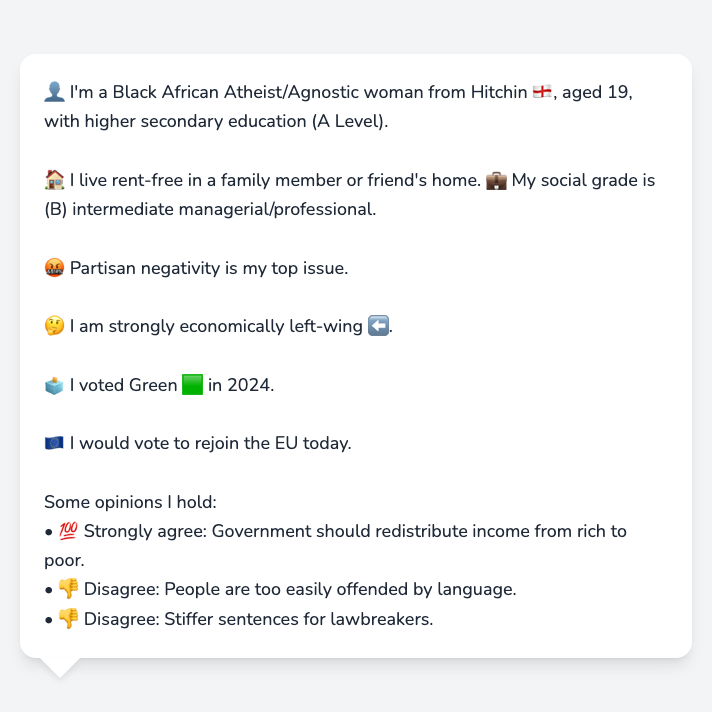 👤 I'm a Black African Atheist/Agnostic woman from Hitchin 🏴󠁧󠁢󠁥󠁮󠁧󠁿, aged 19,
with higher secondary education (A Level).
🏠 I live rent-free in a family member or friend's home. 💼 My social grade is
(B) intermediate managerial/professional.
🤬 Partisan negativity is my top issue.
🤔 I am strongly economically left-wing ⬅️.
🗳️ I voted Green 🟩 in 2024.
🇪🇺 I would vote to rejoin the EU today.
Some opinions I hold:
• 💯 Strongly agree: Government should redistribute income from rich to
poor.
• 👎 Disagree: People are too easily offended by language.
• 👎 Disagree: Stiffer sentences for lawbreakers.